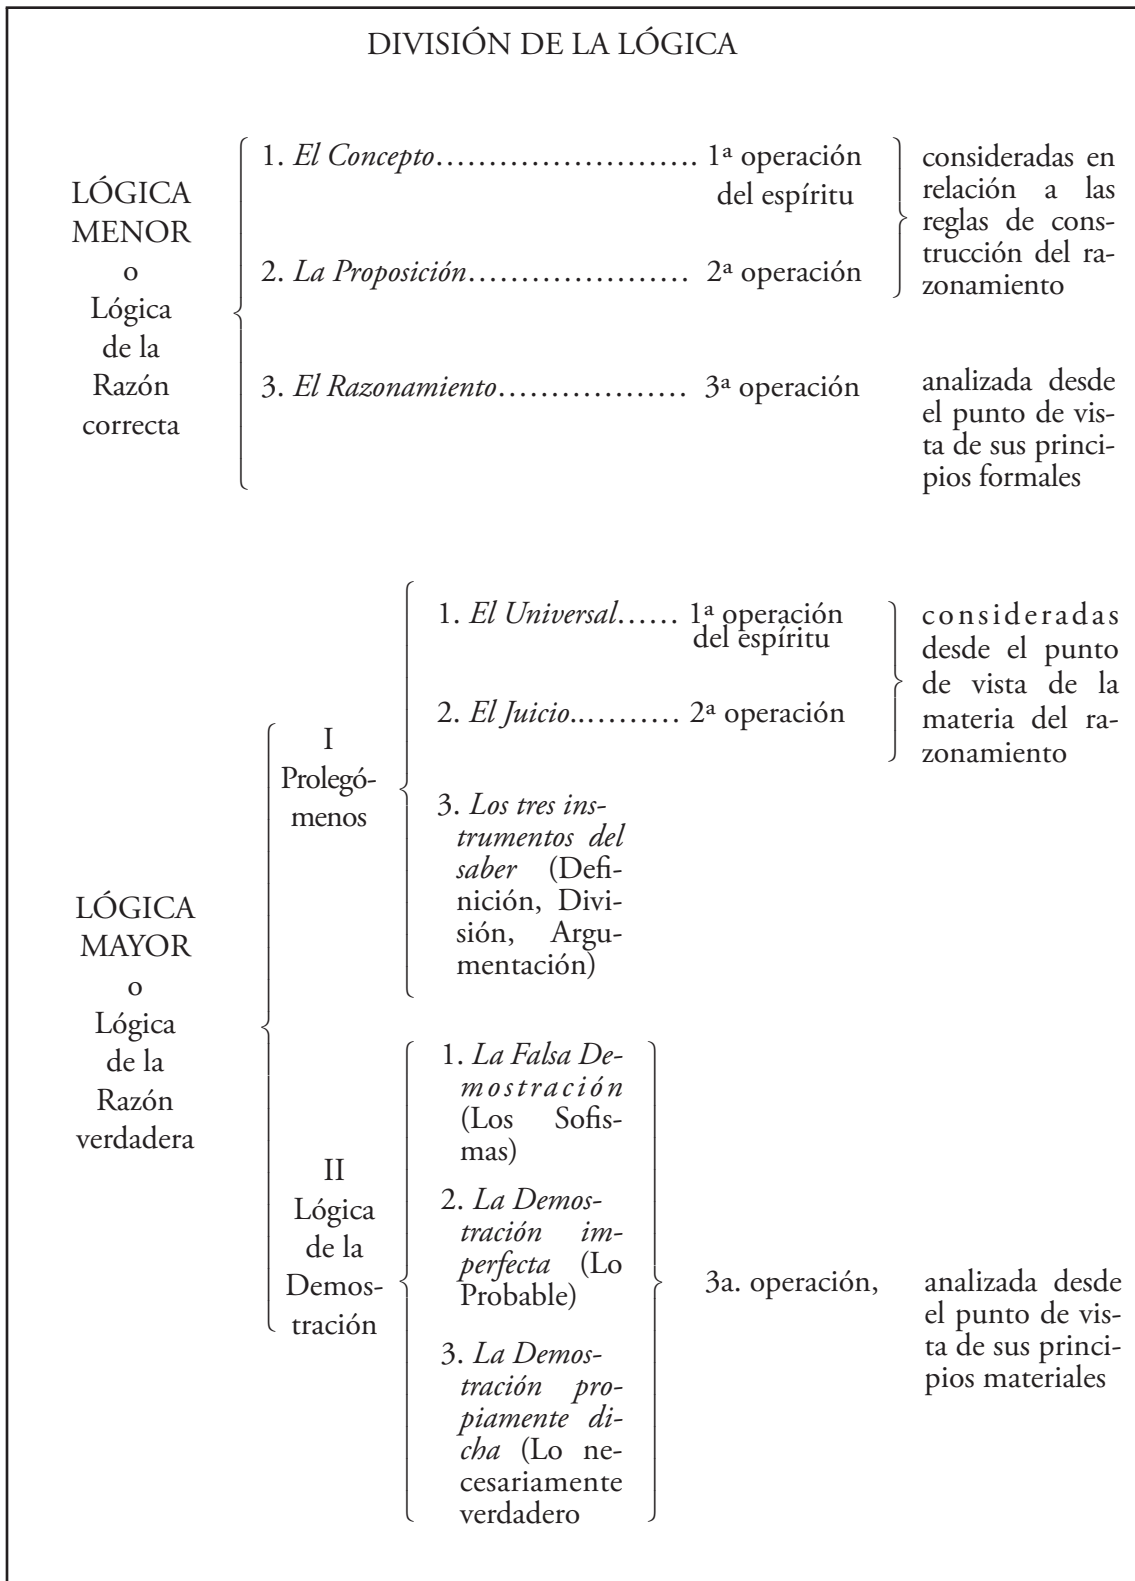 DIVISIÓN DE LA LÓGICA
LÓGICA
MENOR
o
Lógica
de la
Razón
correcta
1. El Concepto............................ 1ª operación
del espíritu
2. La Proposición........................ 2ª operación
consideradas en
relación a las
reglas de cons-
trucción del ra-
zonamiento
3. El Razonamiento.................... 3ª operación
analizada desde
el punto de vis-
ta de sus princi-
pios formales
LÓGICA
MAYOR
o
Lógica
de la
Razón
verdadera
I
Prolegó-
menos
1. El Universal...... 1ª operación
del espíritu
2. El Juicio........... 2ª operación
consideradas
desde el punto
de vista de la
materia del ra-
zonamiento
3. Los tres ins-
trumentos del
saber (Defi-
nición, Divi-
sión, Argu-
mentación)
II
Lógica
de la
Demos-
tración
1. La Falsa De-
mostración
(Los Sofis-
mas)
2. La Demos-
tración im-
perfecta (Lo
Probable)
3. La Demos-
tración pro-
piamente di-
cha (Lo ne-
cesariamente
verdadero
3a. operación,
analizada desde
el punto de vis-
ta de sus princi-
pios materiales